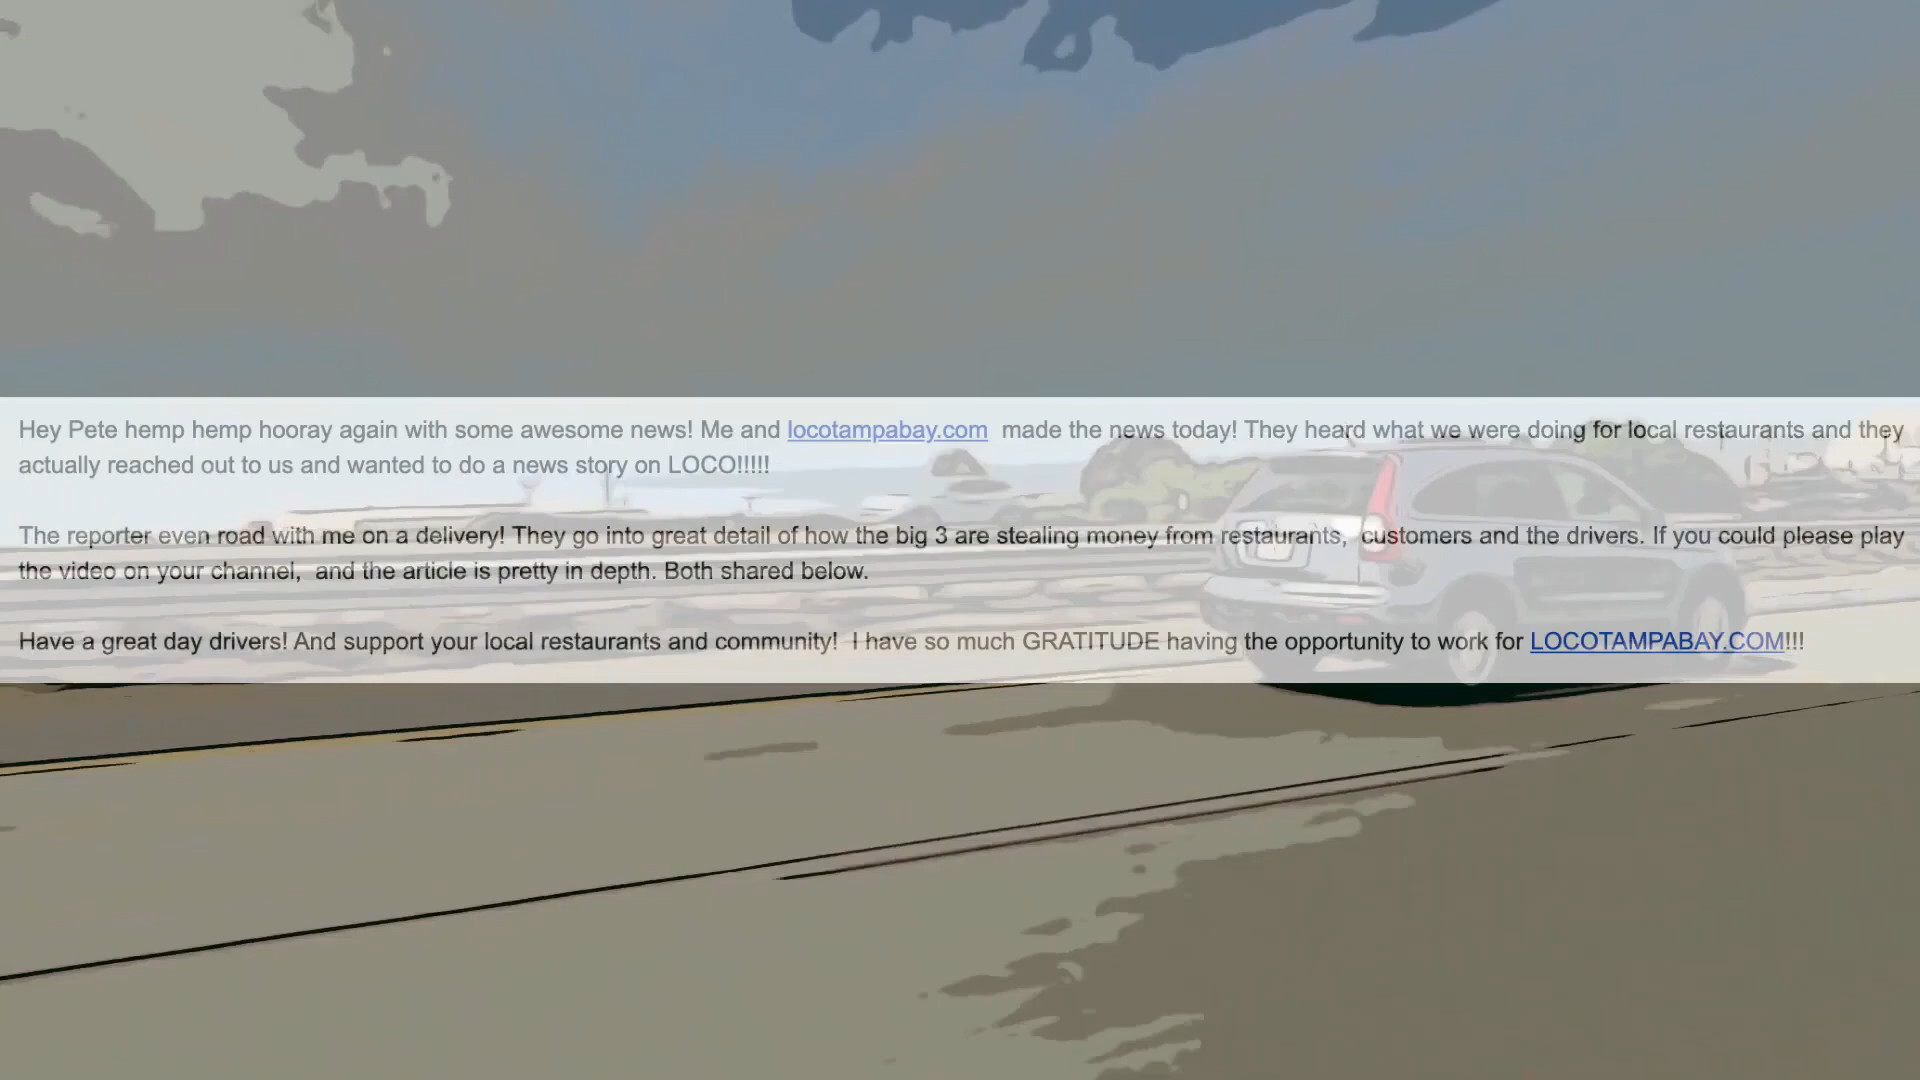 Hey Pete hemp hemp hooray again with some awesome news! Me and locotampabay.com made the news today! They heard what we were doing for local restaurants and they
actually reached out to us and wanted to do a news story on LOCO!!!!!
The reporter even road with me on a delivery! They go into great detail of how the big 3 are stealing money from restaurants, customers and the drivers. If you could please play
the video on your channel, and the article is pretty in depth. Both shared below.
Have a great day drivers! And support your local restaurants and community! I have so much GRATITUDE having the opportunity to work for LOCOTAMPABAY.COM!!!